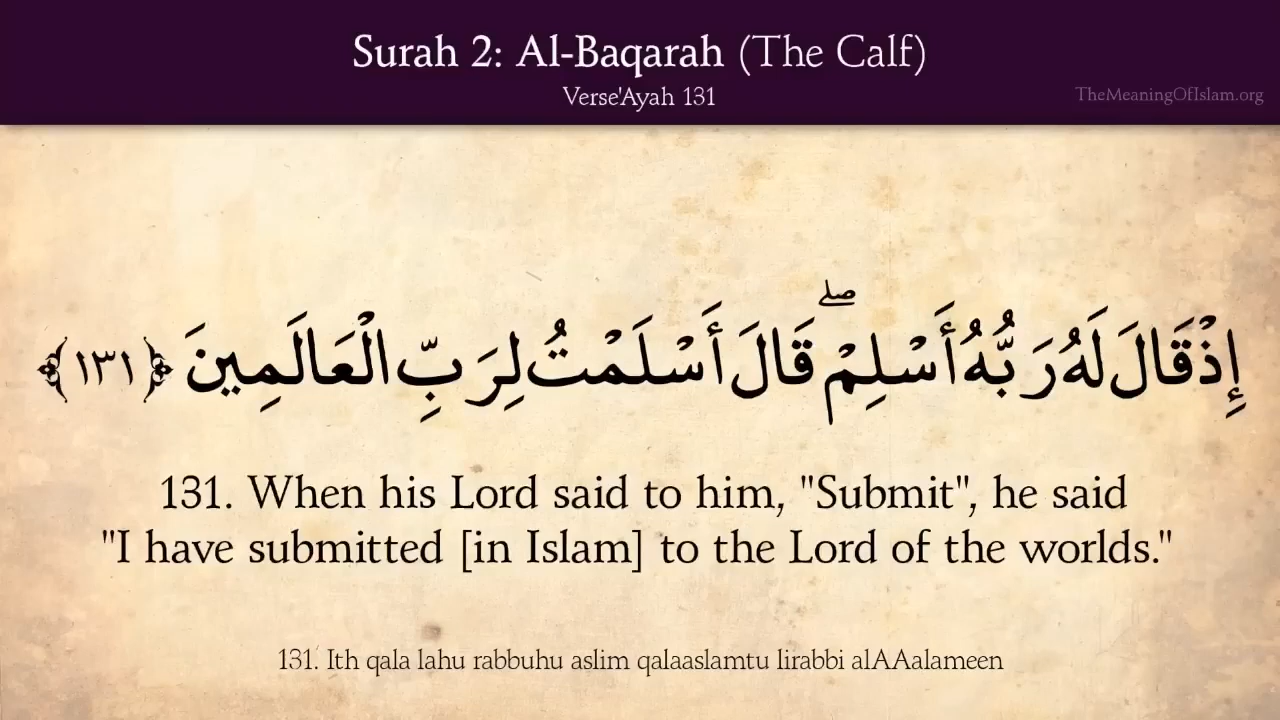 Surah 2: Al-Baqarah (The Calf)
Verse'Ayah 131
TheMeaningOfIslam.org
إِذْ قَالَ لَهُ رَبُّهُ أَسْلِمْ ۖ قَالَ أَسْلَمْتُ لِرَبِّ الْعَالَمِينَ ﴿١٣١﴾
131. When his Lord said to him, "Submit", he said
"I have submitted [in Islam] to the Lord of the worlds."
131. Ith qala lahu rabbuhu aslim qalaaslamtu lirabbi alAAalameen